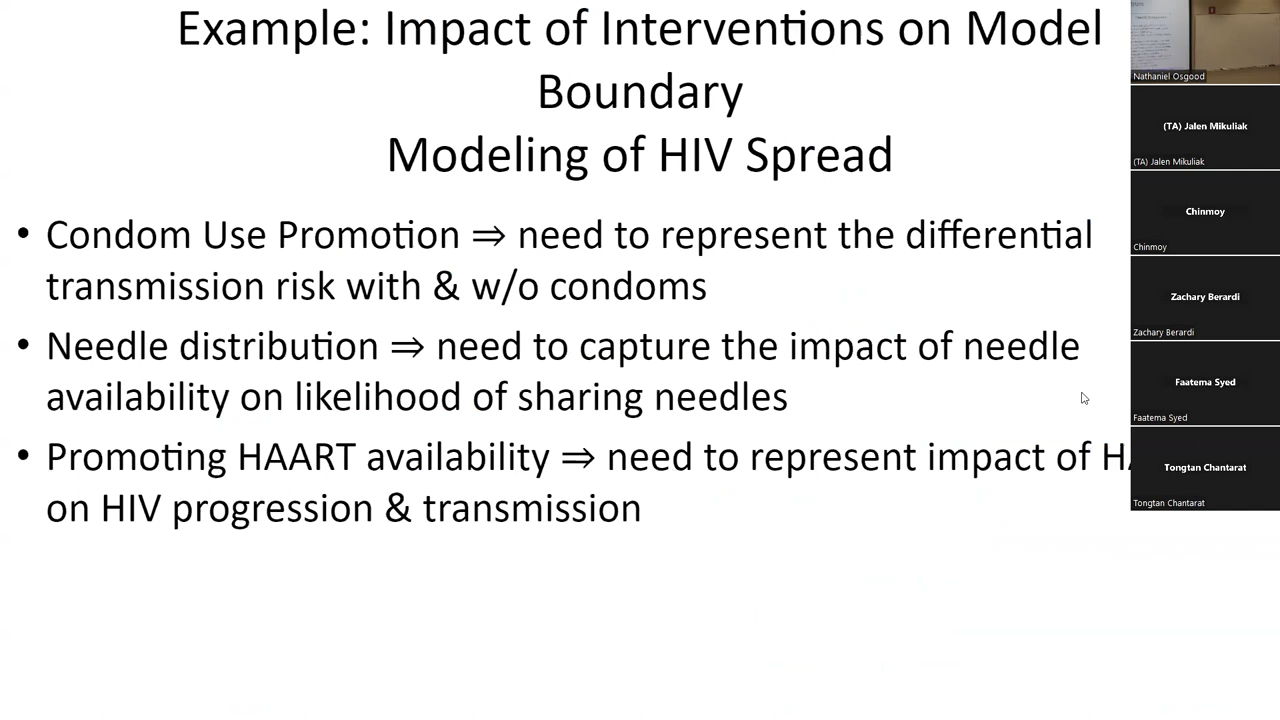 Example: Impact of Interventions on Model
Boundary
Modeling of HIV Spread
• Condom Use Promotion ⇒ need to represent the differential
transmission risk with & w/o condoms
• Needle distribution ⇒ need to capture the impact of needle
availability on likelihood of sharing needles
• Promoting HAART availability ⇒ need to represent impact of
on HIV progression & transmission
Nathaniel Osgood
(TA) Jalen Mikuliak
(TA) Jalen Mikuliak
Chinmoy
Chinmoy
Zachary Berardi
Zachary Berardi
Faatema Syed
Faatema Syed
Tongtan Chantarat
Tongtan Chantarat